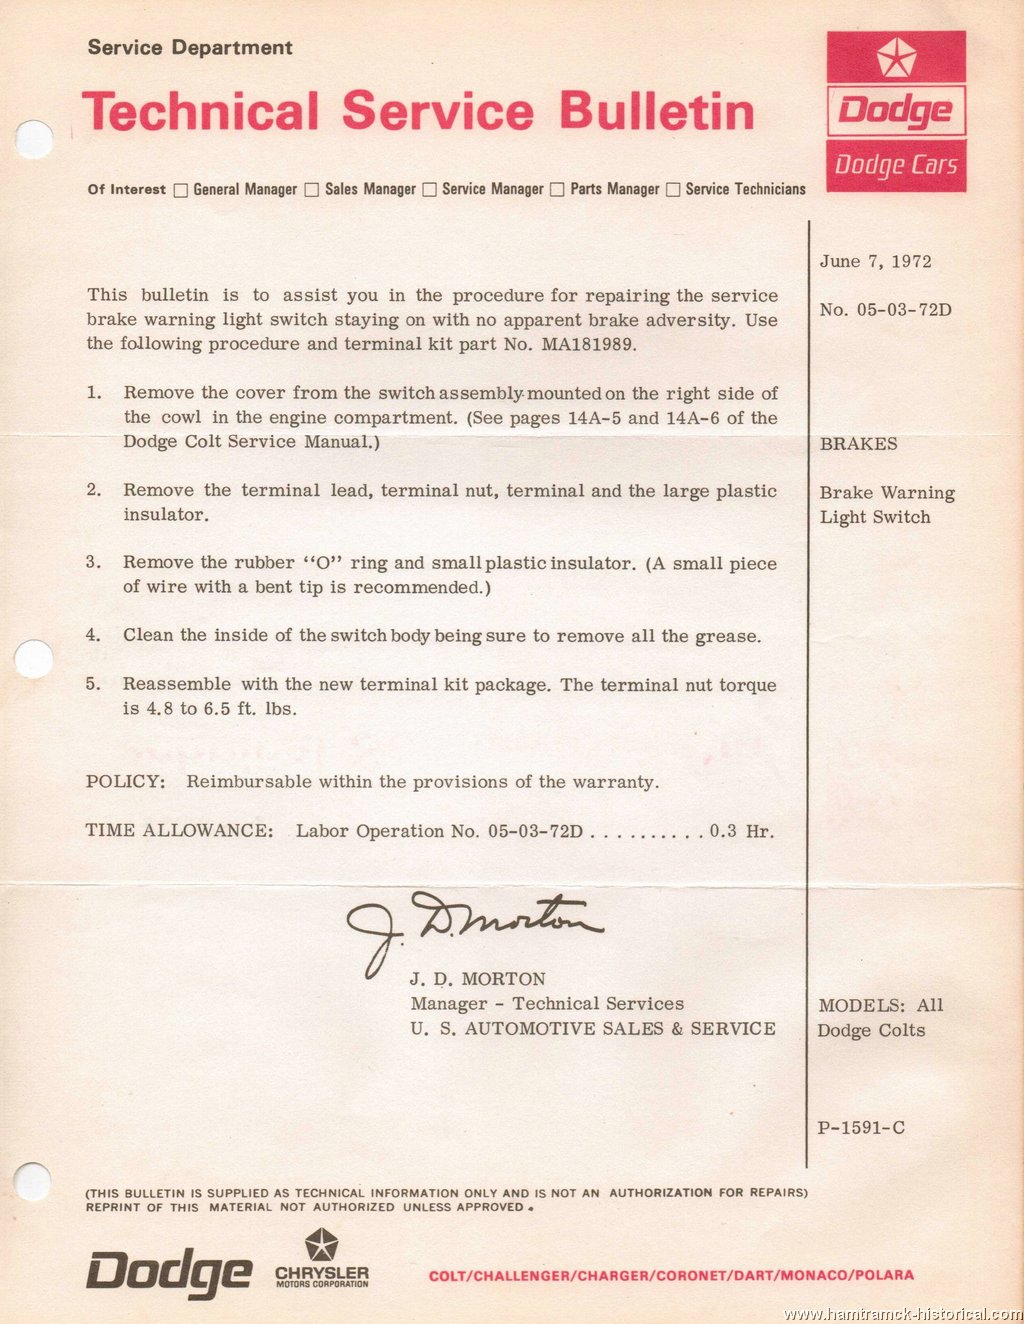 Service Department
Technical Service Bulletin
Dodge
Dodge Cars
Of Interest □ General Manager □ Sales Manager □ Service Manager □ Parts Manager □ Service Technicians
June 7, 1972
No. 05-03-72D
This bulletin is to assist you in the procedure for repairing the service
brake warning light switch staying on with no apparent brake adversity. Use
the following procedure and terminal kit part No. MA181989.
1. Remove the cover from the switch assembly mounted on the right side of
the cowl in the engine compartment. (See pages 14A-5 and 14A-6 of the
Dodge Colt Service Manual.)
BRAKES
2. Remove the terminal lead, terminal nut, terminal and the large plastic
insulator.
Brake Warning
Light Switch
3. Remove the rubber “O” ring and small plastic insulator. (A small piece
of wire with a bent tip is recommended.)
4. Clean the inside of the switch body being sure to remove all the grease.
5. Reassemble with the new terminal kit package. The terminal nut torque
is 4.8 to 6.5 ft. lbs.
POLICY: Reimbursable within the provisions of the warranty.
TIME ALLOWANCE: Labor Operation No. 05-03-72D . . . . . . . . . . 0.3 Hr.
J. D. Morton
J. D. MORTON
Manager - Technical Services
U. S. AUTOMOTIVE SALES & SERVICE
MODELS: All
Dodge Colts
P-1591-C
(THIS BULLETIN IS SUPPLIED AS TECHNICAL INFORMATION ONLY AND IS NOT AN AUTHORIZATION FOR REPAIRS)
REPRINT OF THIS MATERIAL NOT AUTHORIZED UNLESS APPROVED.
Dodge
CHRYSLER
MOTORS CORPORATION
COLT/CHALLENGER/CHARGER/CORONET/DART/MONACO/POLARA
www.hamtramck-historical.com